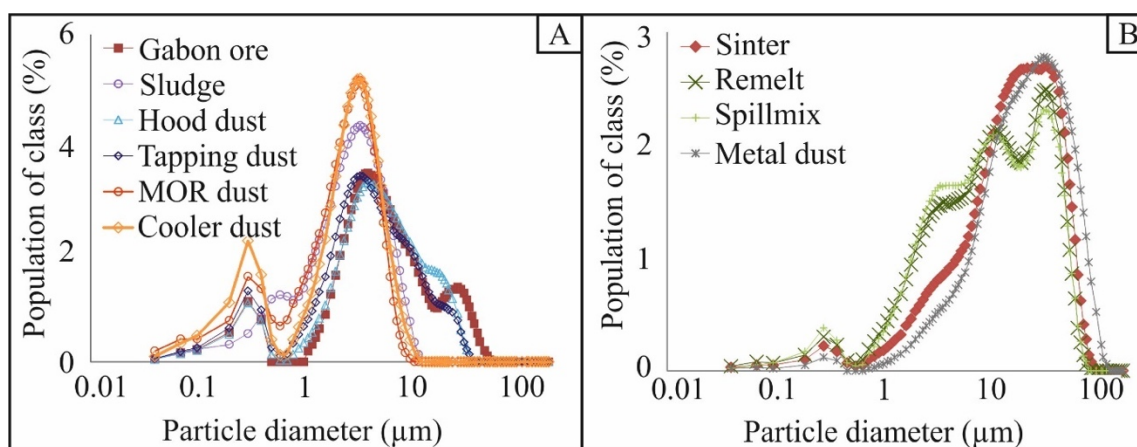 A
Population of class (%)
6
4
2
0
Gabon ore
Sludge
Hood dust
Tapping dust
MOR dust
Cooler dust
0.01
0.1
1
10
100
Particle diameter (µm)
B
Population of class (%)
3
2
1
0
Sinter
Remelt
Spillmix
Metal dust
0.01
0.1
1
10
100
Particle diameter (µm)